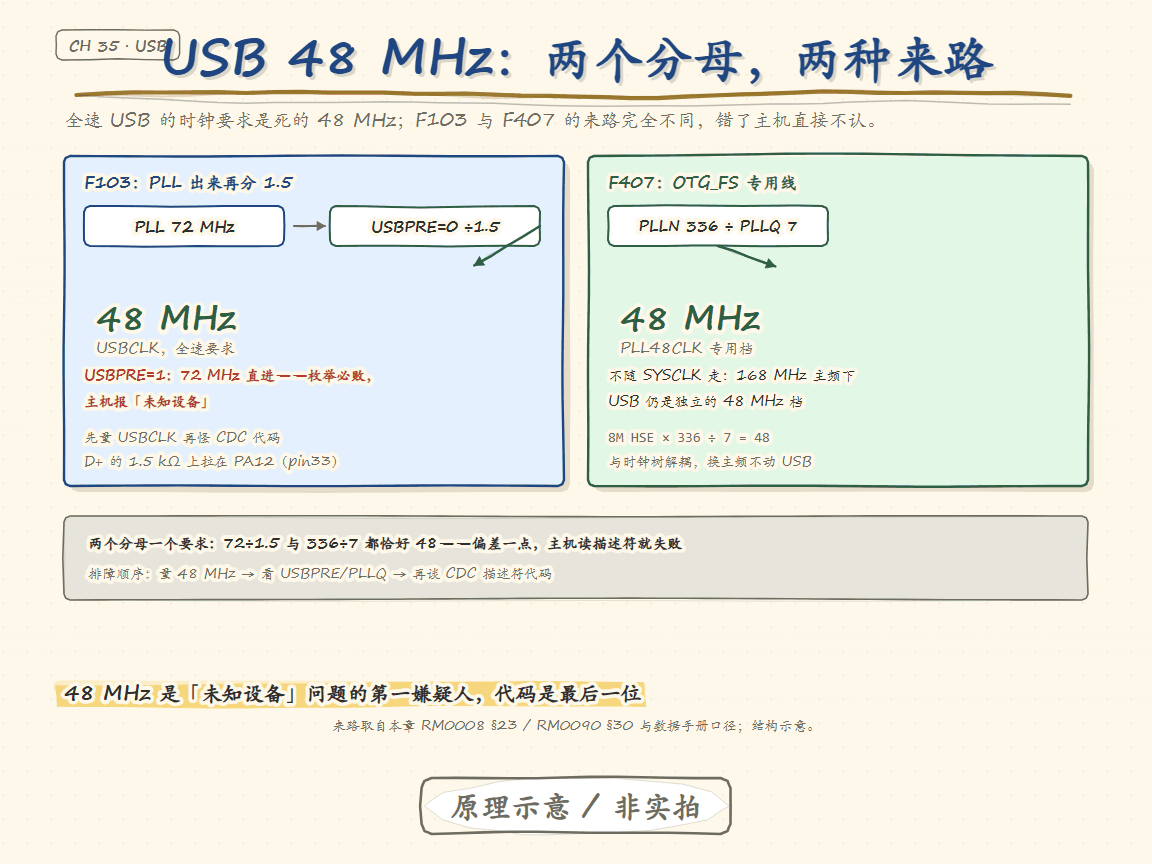 CH 35 · USB
USB 48 MHz：两个分母，两种来路
全速 USB 的时钟要求是死的 48 MHz；F103 与 F407 的来路完全不同，错了主机直接不认。
F103：PLL 出来再分 1.5
PLL 72 MHz
USBPRE=0 ÷1.5
48 MHz
USBCLK，全速要求
USBPRE=1：72 MHz 直进——枚举必败，
主机报「未知设备」
先量 USBCLK 再怪 CDC 代码
D+ 的 1.5 kΩ 上拉在 PA12（pin33）
F407：OTG_FS 专用线
PLLN 336 ÷ PLLQ 7
48 MHz
PLL48CLK 专用档
不随 SYSCLK 走：168 MHz 主频下
USB 仍是独立的 48 MHz 档
8M HSE × 336 ÷ 7 = 48
与时钟树解耦，换主频不动 USB
两个分母一个要求：72÷1.5 与 336÷7 都恰好 48——偏差一点，主机读描述符就失败
排障顺序：量 48 MHz → 看 USBPRE/PLLQ → 再谈 CDC 描述符代码
48 MHz 是「未知设备」问题的第一嫌疑人，代码是最后一位
来路取自本章 RM0008 §23 / RM0090 §30 与数据手册口径；结构示意。
原理示意 / 非实拍